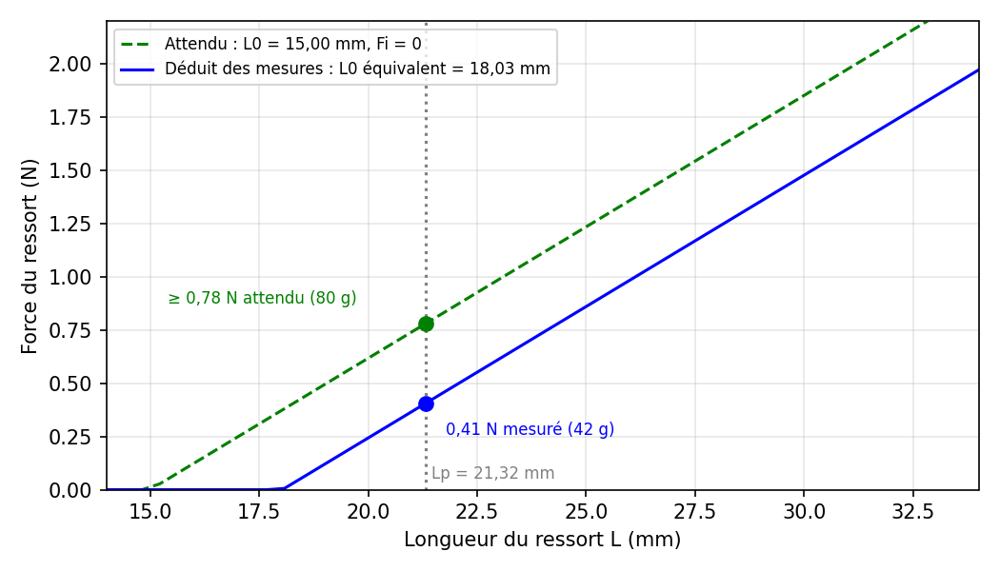 Attendu : L0 = 15,00 mm, Fi = 0
Déduit des mesures : L0 équivalent = 18,03 mm
2.00
1.75
1.50
1.25
1.00
0.75
0.50
0.25
0.00
Force du ressort (N)
≥ 0,78 N attendu (80 g)
0,41 N mesuré (42 g)
Lp = 21,32 mm
15.0 17.5 20.0 22.5 25.0 27.5 30.0 32.5
Longueur du ressort L (mm)